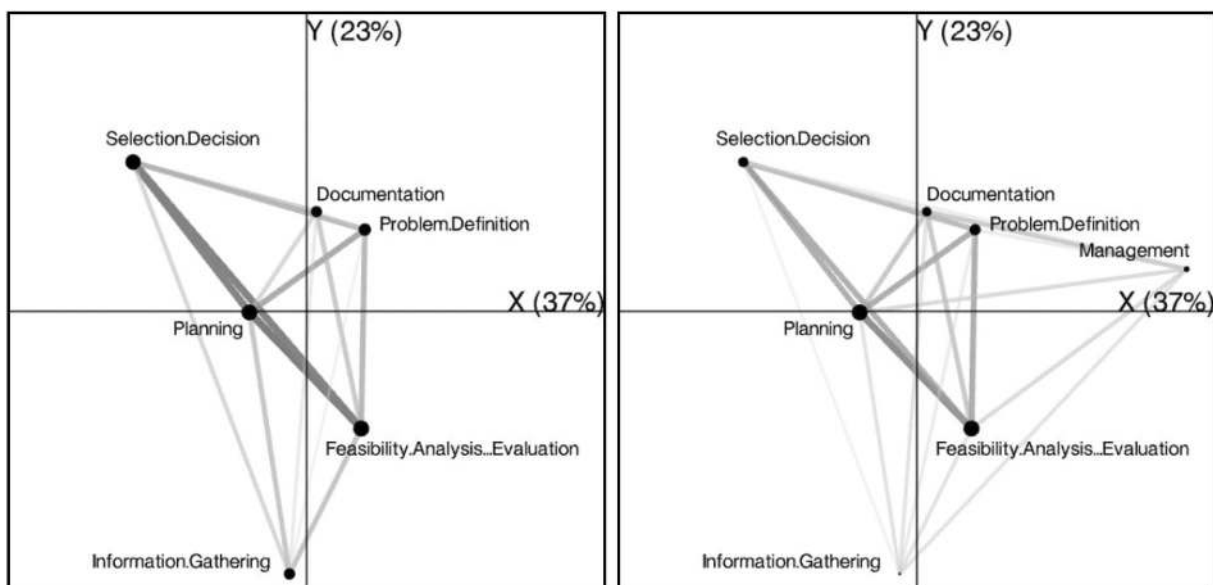 Y (23%)
Selection.Decision
Documentation
Problem.Definition
X (37%)
Planning
Feasibility.Analysis...Evaluation
Information.Gathering
Y (23%)
Selection.Decision
Documentation
Problem.Definition
Management
X (37%)
Planning
Feasibility.Analysis...Evaluation
Information.Gathering